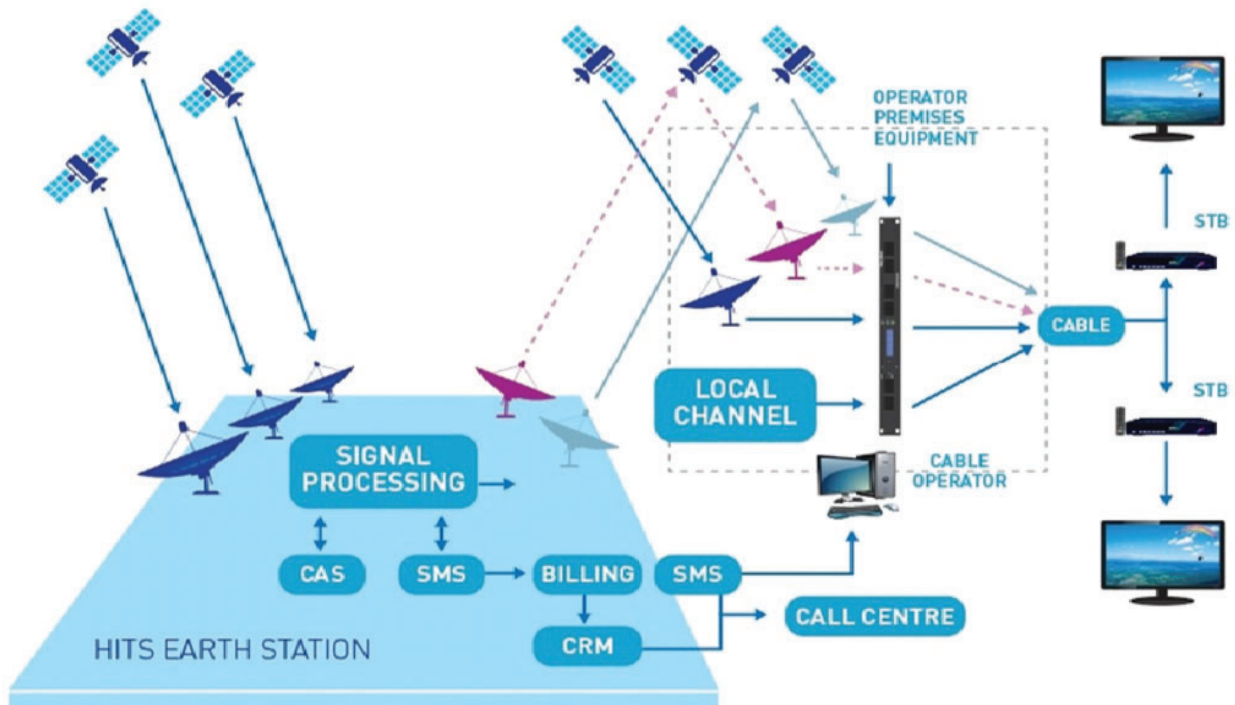 OPERATOR
PREMISES
EQUIPMENT
STB
CABLE
LOCAL
CHANNEL
STB
SIGNAL
PROCESSING
CABLE
OPERATOR
CAS
SMS
BILLING
SMS
CALL CENTRE
CRM
HITS EARTH STATION